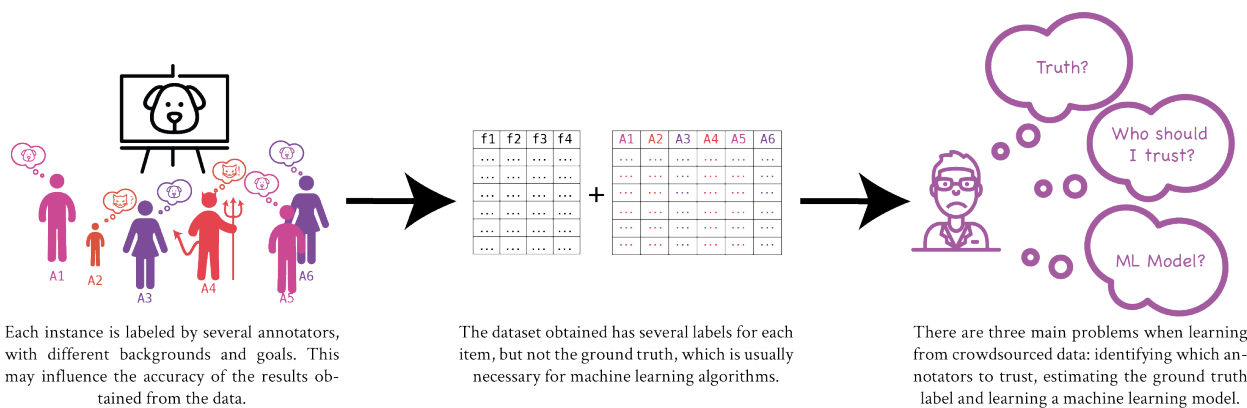 A1
A2
A3
A4
A5
A6
Each instance is labeled by several annotators,
with different backgrounds and goals. This
may influence the accuracy of the results ob-
tained from the data.
f1 f2 f3 f4
... ... ... ...
... ... ... ...
... ... ... ...
... ... ... ...
... ... ... ...
... ... ... ...
+
A1 A2 A3 A4 A5 A6
... ... ... ... ... ...
... ... ... ... ... ...
... ... ... ... ... ...
... ... ... ... ... ...
... ... ... ... ... ...
... ... ... ... ... ...
The dataset obtained has several labels for each
item, but not the ground truth, which is usually
necessary for machine learning algorithms.
Truth?
Who should
I trust?
ML Model?
There are three main problems when learning
from crowdsourced data: identifying which an-
notators to trust, estimating the ground truth
label and learning a machine learning model.